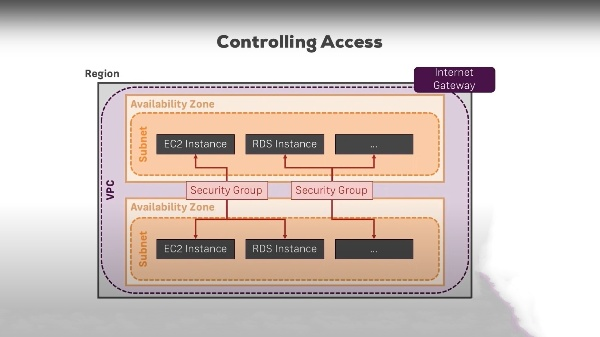 Controlling Access
Region
Internet
Gateway
Availability Zone
Subnet
EC2 Instance
RDS Instance
...
VPC
Security Group
Security Group
Availability Zone
Subnet
EC2 Instance
RDS Instance
...